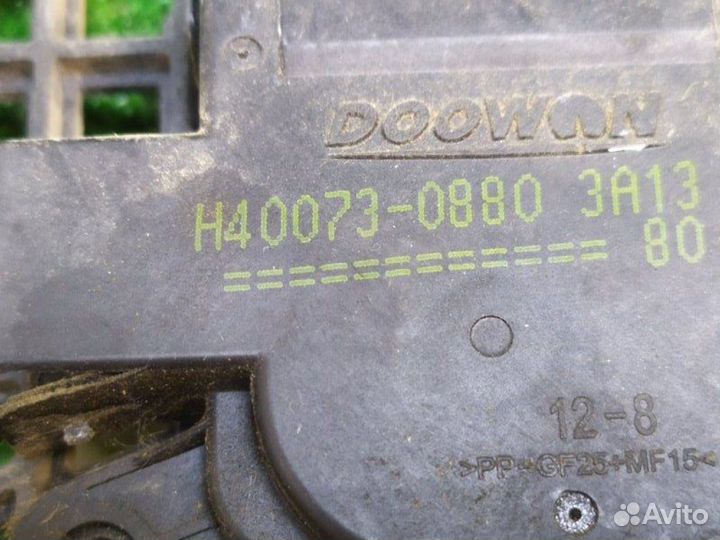 DOOWON
H40073-0880 3A13
============ 80
12-8
>PP-GF25+MF15<
Avito